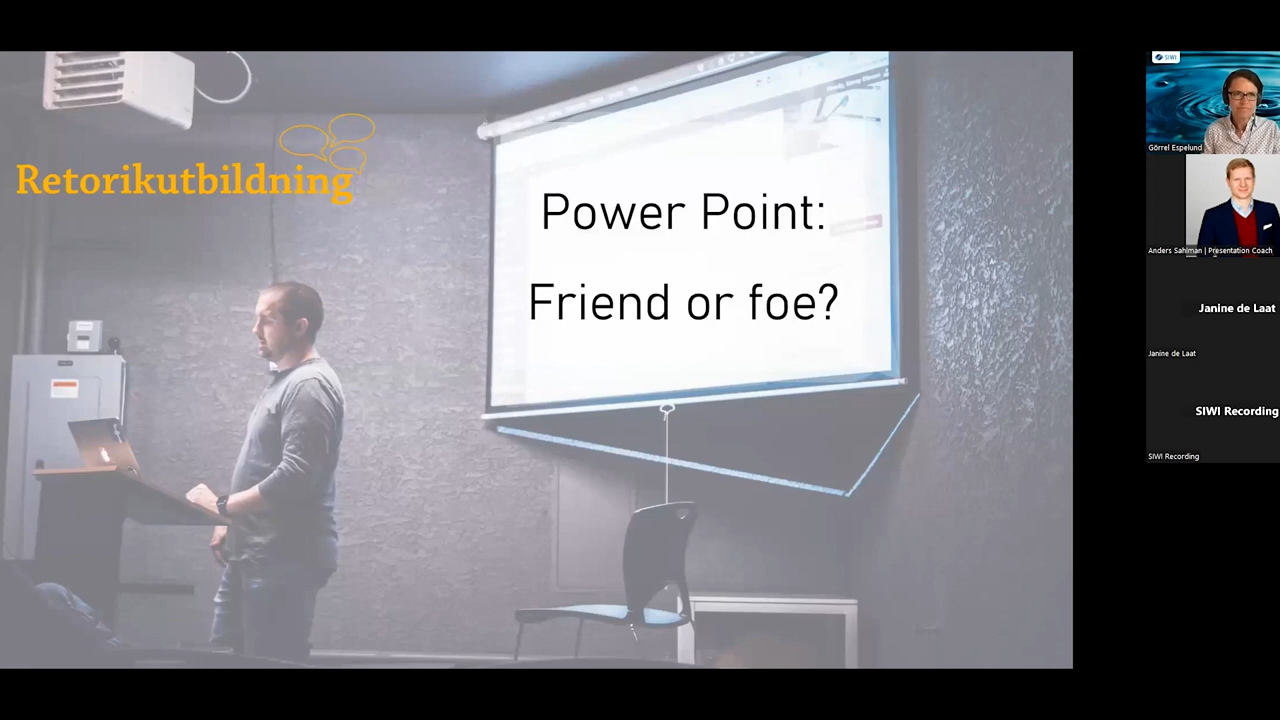 Retorikutbildning
Power Point:
Friend or foe?
SIWI
Görrel Espelund
Anders Sahlman | Presentation Coach
Janine de Laat
Janine de Laat
SIWI Recording
SIWI Recording